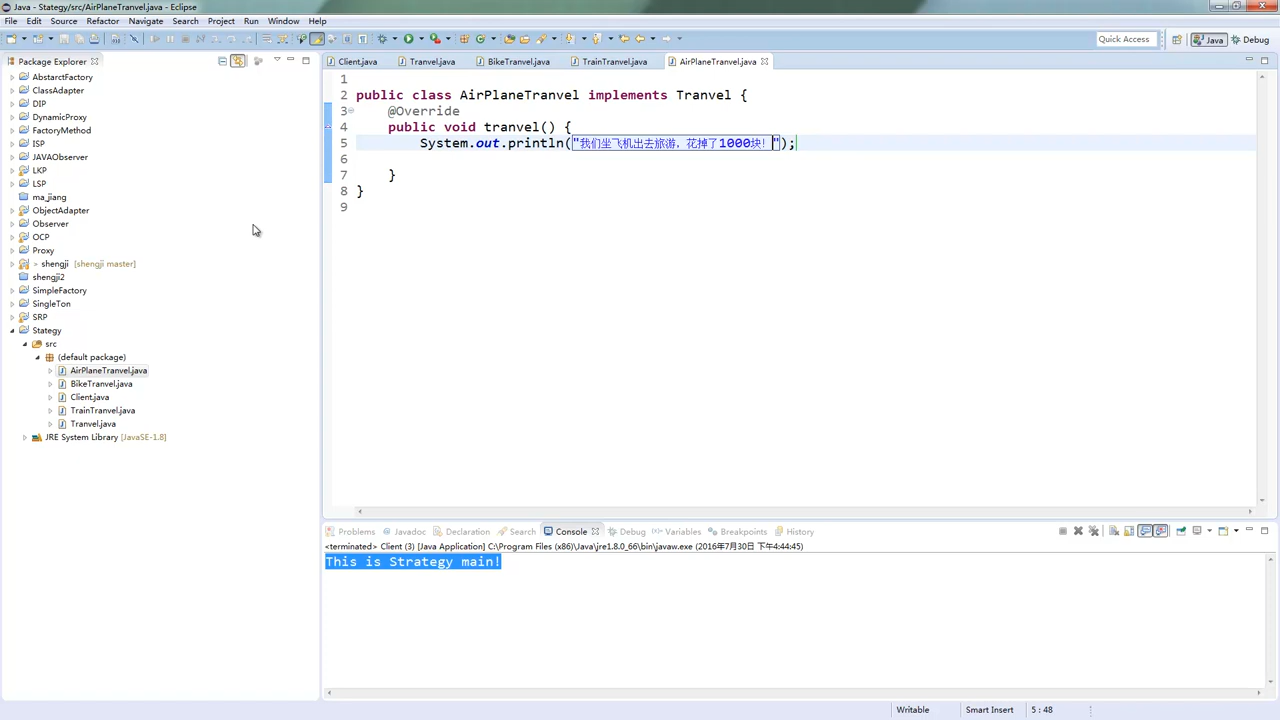 Java - Stategy/src/AirPlaneTranvel.java - Eclipse
File Edit Source Refactor Navigate Search Project Run Window Help
Quick Access Java Debug
Package Explorer
AbstarctFactory
ClassAdapter
DIP
DynamicProxy
FactoryMethod
ISP
JAVAObserver
LKP
LSP
ma_jiang
ObjectAdapter
Observer
OCP
Proxy
> shengji [shengji master]
shengji2
SimpleFactory
SingleTon
SRP
Stategy
src
(default package)
AirPlaneTranvel.java
BikeTranvel.java
Client.java
TrainTranvel.java
Tranvel.java
JRE System Library [JavaSE-1.8]
Client.java Tranvel.java BikeTranvel.java TrainTranvel.java AirPlaneTranvel.java
1
2 public class AirPlaneTranvel implements Tranvel {
3 @Override
4 public void tranvel() {
5 System.out.println("我们坐飞机出去旅游，花掉了1000块！");
6
7 }
8 }
9
Problems Javadoc Declaration Search Console Debug Variables Breakpoints History
<terminated> Client (3) [Java Application] C:\Program Files (x86)\Java\jre1.8.0_66\bin\javaw.exe (2016年7月30日 下午4:44:45)
This is Strategy main!
Writable Smart Insert 5 : 48